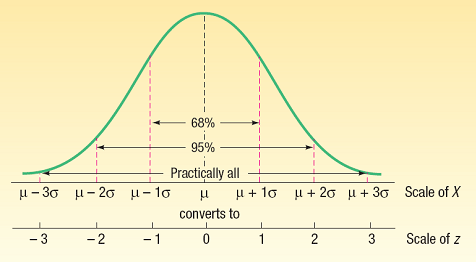 68%
95%
Practically all
μ – 3σ μ – 2σ μ – 1σ μ μ + 1σ μ + 2σ μ + 3σ Scale of X
converts to
– 3 – 2 – 1 0 1 2 3 Scale of z